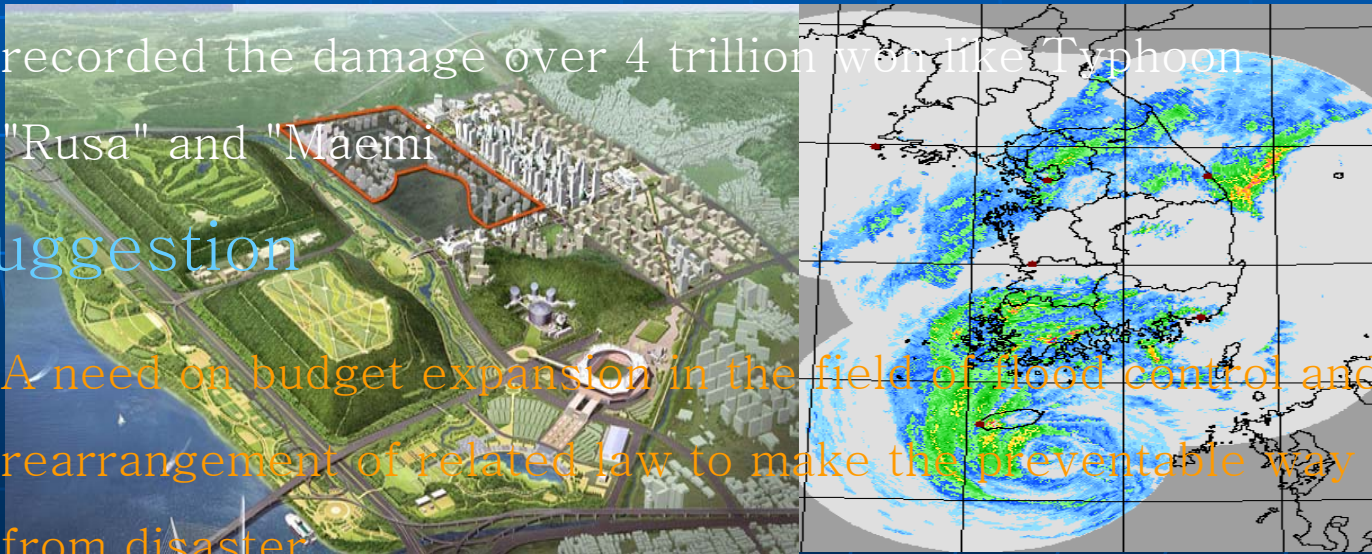 recorded the damage over 4 trillion won like Typhoon
"Rusa" and "Maemi
uggestion
A need on budget expansion in the field of flood control and
rearrangement of related law to make the preventable way
from disaster